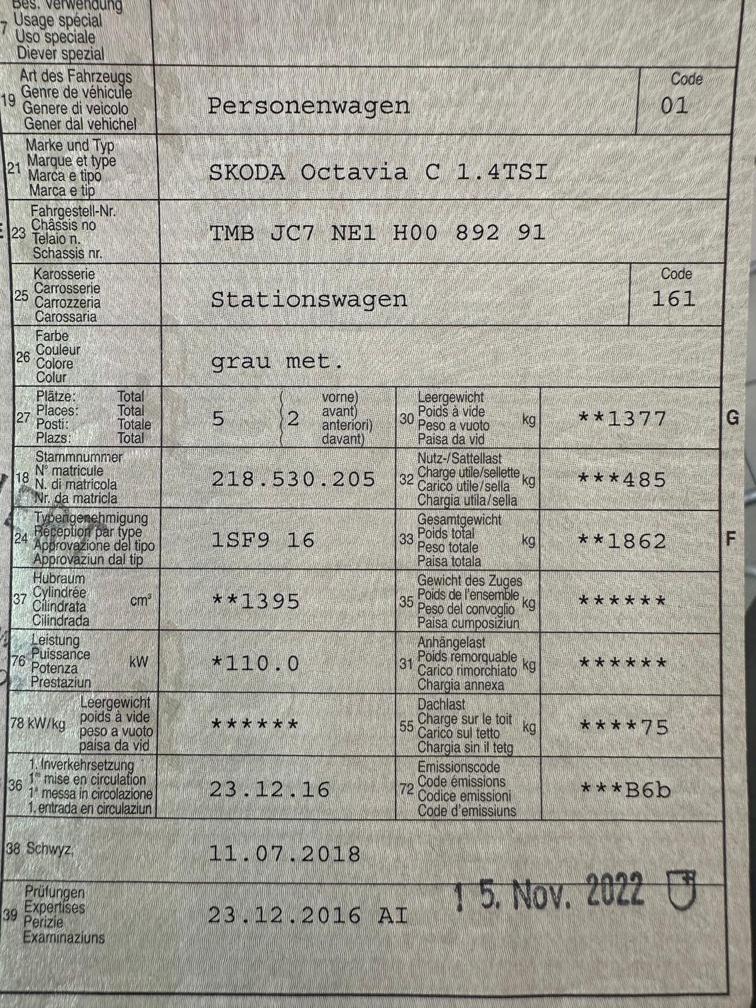 Bes. Verwendung
7 Usage spécial
Uso speciale
Diever spezial
19 Art des Fahrzeugs
Genre de véhicule
Genere di veicolo
Gener dal vehichel
Personenwagen
Code
01
21 Marke und Typ
Marque et type
Marca e tipo
Marca e tip
SKODA Octavia C 1.4TSI
23 Fahrgestell-Nr.
Châssis no
Telaio n.
Schassis nr.
TMB JC7 NE1 H00 892 91
25 Karosserie
Carrosserie
Carrozzeria
Carossaria
Stationswagen
Code
161
26 Farbe
Couleur
Colore
Colur
grau met.
27 Plätze: Total
Places: Total
Posti: Totale
Plazs: Total
5
2
vorne)
avant)
anteriori)
davant)
30 Leergewicht
Poids à vide
Peso a vuoto
Paisa da vid
kg
**1377
G
18 Stammnummer
N° matricule
N. di matricola
Nr. da matricla
218.530.205
32 Nutz-/Sattellast
Charge utile/sellette
Carico utile/sella
Chargia utila/sella
kg
***485
24 Typengenehmigung
Réception par type
Approvazione del tipo
Approvaziun dal tip
1SF9 16
33 Gesamtgewicht
Poids total
Peso totale
Paisa totala
kg
**1862
F
37 Hubraum
Cylindrée
Cilindrata
Cilindrada
cm³
**1395
35 Gewicht des Zuges
Poids de l'ensemble
Peso del convoglio
Paisa cumposiziun
kg
******
76 Leistung
Puissance
Potenza
Prestaziun
kW
*110.0
31 Anhängelast
Poids remorquable
Carico rimorchiato
Chargia annexa
kg
******
78 kW/kg
Leergewicht
poids à vide
peso a vuoto
paisa da vid
******
55 Dachlast
Charge sur le toit
Carico sul tetto
Chargia sin il tetg
kg
****75
36 1. Inverkehrsetzung
1re mise en circulation
1a messa in circolazione
1. entrada en circulaziun
23.12.16
72 Emissionscode
Code émissions
Codice emissioni
Code d'emissiuns
***B6b
38 Schwyz,
11.07.2018
39 Prüfungen
Expertises
Perizie
Examinaziuns
23.12.2016 AI
15. Nov. 2022